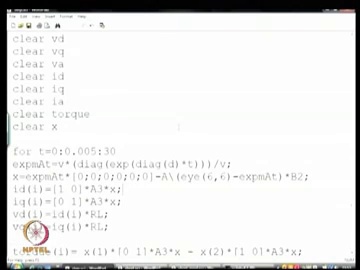 clear vd
clear vq
clear va
clear id
clear iq
clear ia
clear torque
clear x
for t=0:0.005:30
expmAt=v*(diag(exp(diag(d)*t)))/v;
x=expmAt*[0;0;0;0;0;0]-A\(eye(6,6)-expmAt)*B2;
id(i)=[1 0]*A3*x;
iq(i)=[0 1]*A3*x;
vd(i)=id(i)*RL;
=iq(i)*RL;
(i)= x(1)*[0 1]*A3*x - x(2)*[1 0]*A3*x;
NPTEL